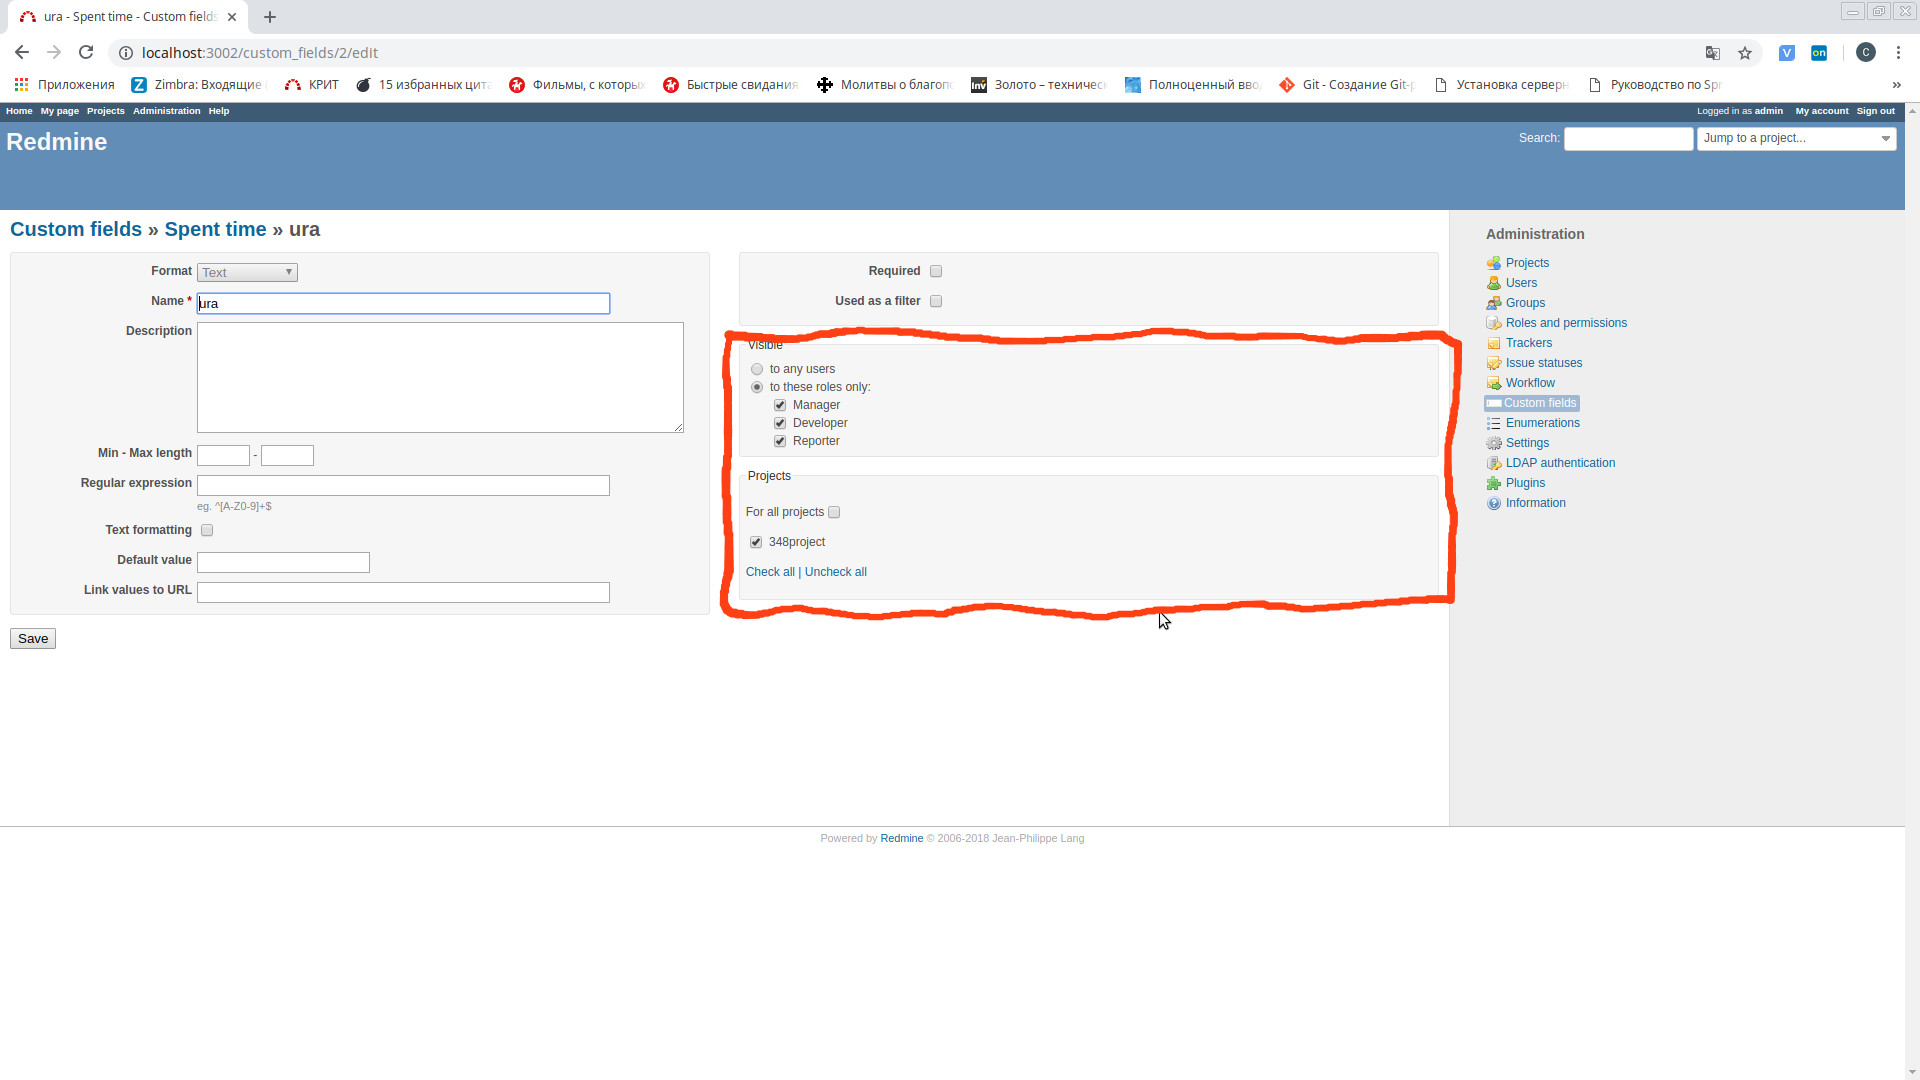 ura - Spent time - Custom fields
localhost:3002/custom_fields/2/edit
C
Приложения Zimbra: Входящие КРИТ 15 избранных цит Фильмы, с которы Быстрые свидания Молитвы о благоп Золото – техничес Полноценный вво Git - Создание Git- Установка серверн Руководство по Spr »
Home My page Projects Administration Help Logged in as admin My account Sign out
Redmine
Search: Jump to a project...
Custom fields » Spent time » ura
Format Text
Name * ura
Description
Min - Max length -
Regular expression
eg. ^[A-Z0-9]+$
Text formatting
Default value
Link values to URL
Save
Required
Used as a filter
Visible
to any users
to these roles only:
Manager
Developer
Reporter
Projects
For all projects
348project
Check all | Uncheck all
Administration
Projects
Users
Groups
Roles and permissions
Trackers
Issue statuses
Workflow
Custom fields
Enumerations
Settings
LDAP authentication
Plugins
Information
Powered by Redmine © 2006-2018 Jean-Philippe Lang